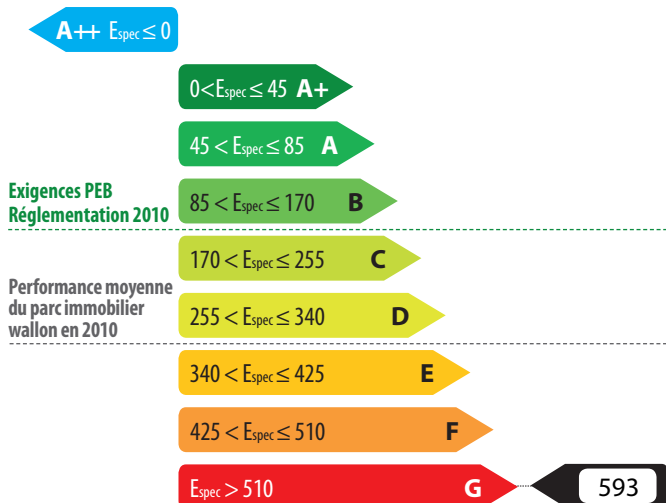 A++ Espec ≤ 0
0 < Espec ≤ 45 A+
45 < Espec ≤ 85 A
Exigences PEB
Réglementation 2010
85 < Espec ≤ 170 B
170 < Espec ≤ 255 C
Performance moyenne
du parc immobilier
wallon en 2010
255 < Espec ≤ 340 D
340 < Espec ≤ 425 E
425 < Espec ≤ 510 F
Espec > 510 G 593